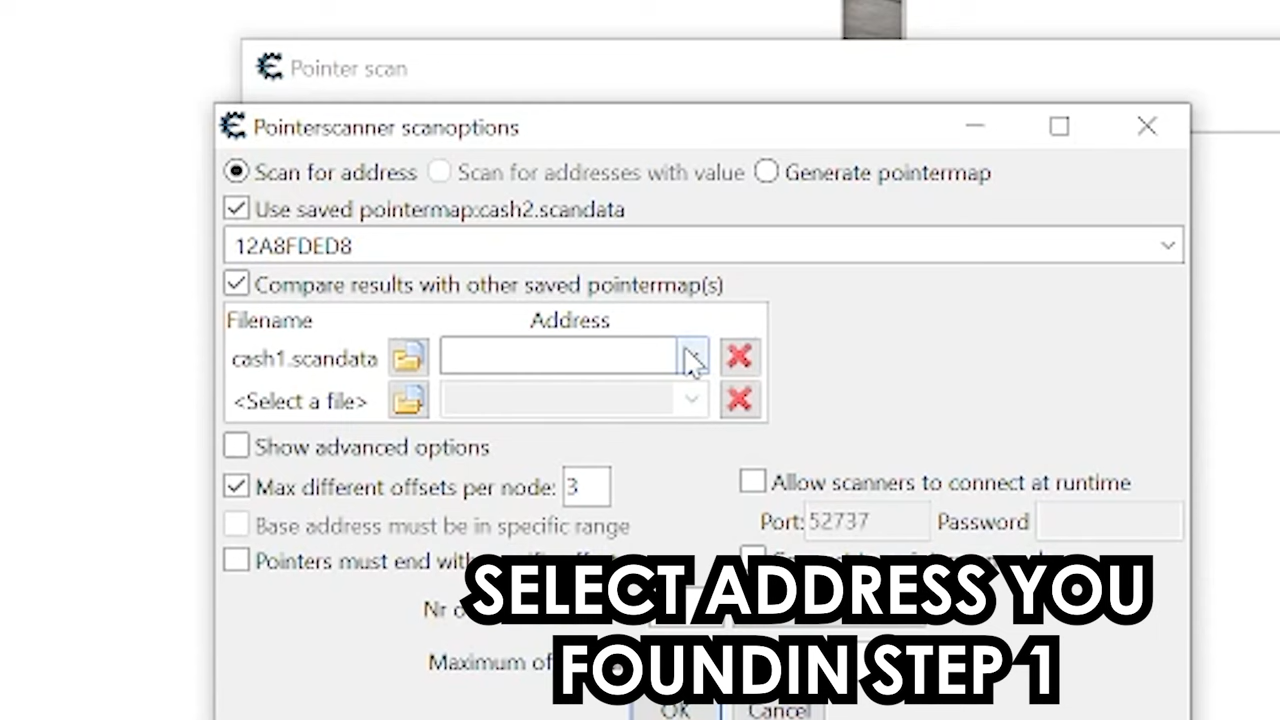 Pointer scan
Pointerscanner scanoptions
Scan for address Scan for addresses with value Generate pointermap
Use saved pointermap:cash2.scandata
12A8FDED8
Compare results with other saved pointermap(s)
Filename Address
cash1.scandata
<Select a file>
Show advanced options
Max different offsets per node: 3 Allow scanners to connect at runtime
Base address must be in specific range Port: 52737 Password
Pointers must end with
SELECT ADDRESS YOU
Nr
FOUNDIN STEP 1
Maximum
OK Cancel